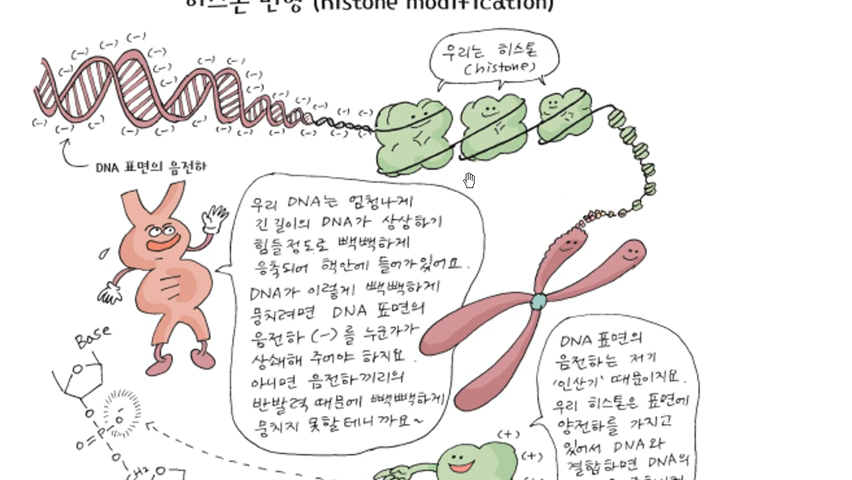 히스톤 변형 (histone modification)
(-) (-) (-) (-) (-) (-) (-) (-) (-) (-) (-) (-)
우리는 히스톤
(histone)
(-) (-) (-) (-) (-) (-) (-) (-) (-)
DNA 표면의 음전하
우리 DNA는 엄청나게
긴 길이의 DNA가 상상하기
힘들정도로 빽빽하게
응축되어 핵안에 들어가있어요.
DNA가 이렇게 빽빽하게
뭉치려면 DNA 표면의
음전하 (-)를 누군가가
상쇄해 주어야 하지요.
아니면 음전하끼리의
반발력 때문에 빽빽하게
뭉치지 못할테니까요~
DNA 표면의
음전하는 저기
'인산기' 때문이지요.
우리 히스톤은 표면에
양전하를 가지고
있어서 DNA와
결합하면 DNA의
Base
O
O
O-
O P
O
CH2 O
(+)
(+)
(+)